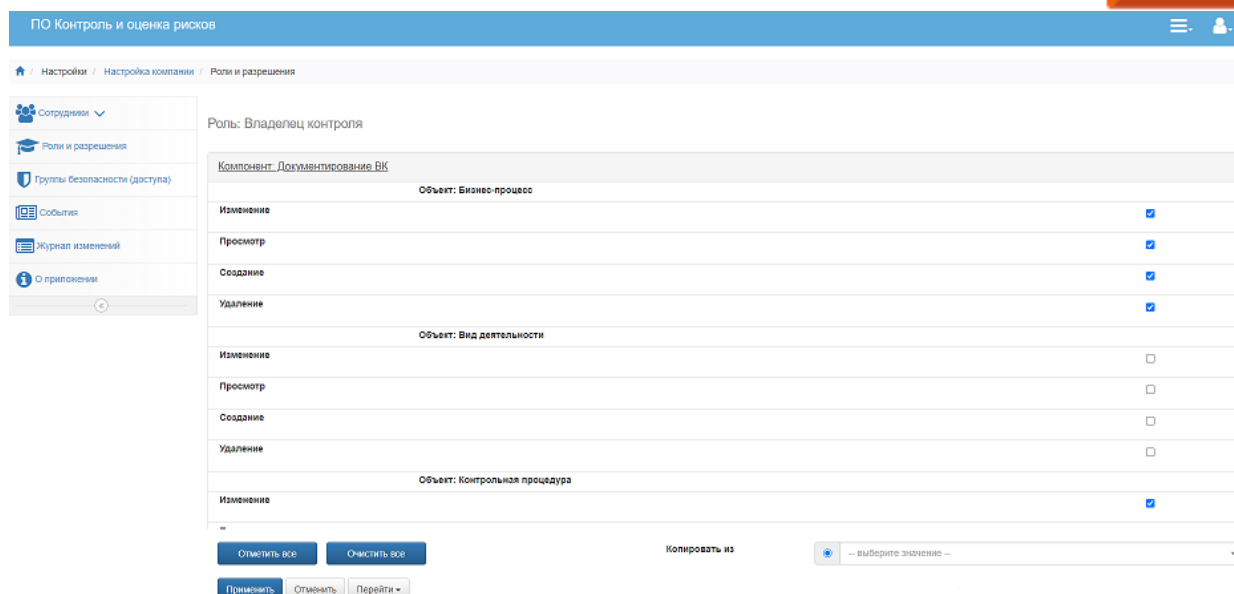 ПО Контроль и оценка рисков
/ Настройки / Настройка компании / Роли и разрешения
Сотрудники
Роли и разрешения
Группы безопасности (доступа)
События
Журнал изменений
О приложении
Роль: Владелец контроля
Компонент: Документирование ВК
Объект: Бизнес-процесс
Изменение
Просмотр
Создание
Удаление
Объект: Вид деятельности
Изменение
Просмотр
Создание
Удаление
Объект: Контрольная процедура
Изменение
Отметить все Очистить все Копировать из -- выберите значение --
Применить Отменить Перейти